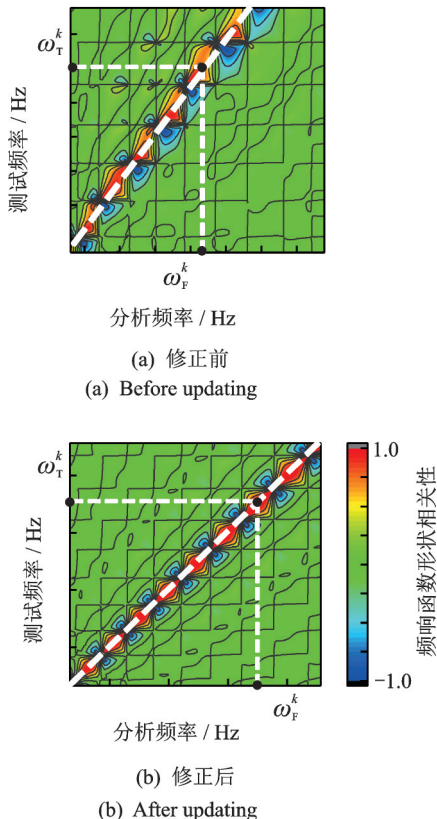 ω_T^k
测试频率 / Hz
ω_F^k
分析频率 / Hz
(a) 修正前
(a) Before updating
ω_T^k
测试频率 / Hz
1.0
频响函数形状相关性
−1.0
ω_F^k
分析频率 / Hz
(b) 修正后
(b) After updating